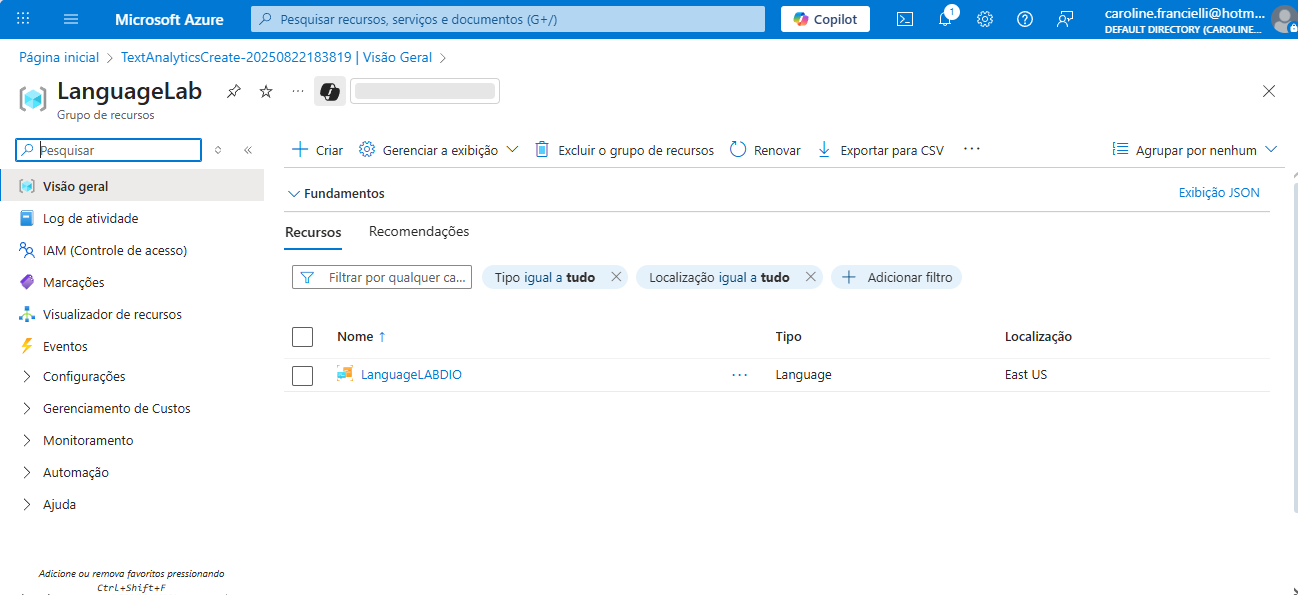 Microsoft Azure
Pesquisar recursos, serviços e documentos (G+/)
Copilot
1
caroline.francielli@hotm...
DEFAULT DIRECTORY (CAROLINE....
Página inicial > TextAnalyticsCreate-20250822183819 | Visão Geral >
LanguageLab
Grupo de recursos
Pesquisar
Criar
Gerenciar a exibição
Excluir o grupo de recursos
Renovar
Exportar para CSV
Agrupar por nenhum
Visão geral
Log de atividade
IAM (Controle de acesso)
Marcações
Visualizador de recursos
Eventos
Configurações
Gerenciamento de Custos
Monitoramento
Automação
Ajuda
Adicione ou remova favoritos pressionando
Ctrl+Shift+F
Fundamentos
Exibição JSON
Recursos
Recomendações
Filtrar por qualquer ca...
Tipo igual a tudo
Localização igual a tudo
Adicionar filtro
Nome ↑
Tipo
Localização
LanguageLABDIO
Language
East US